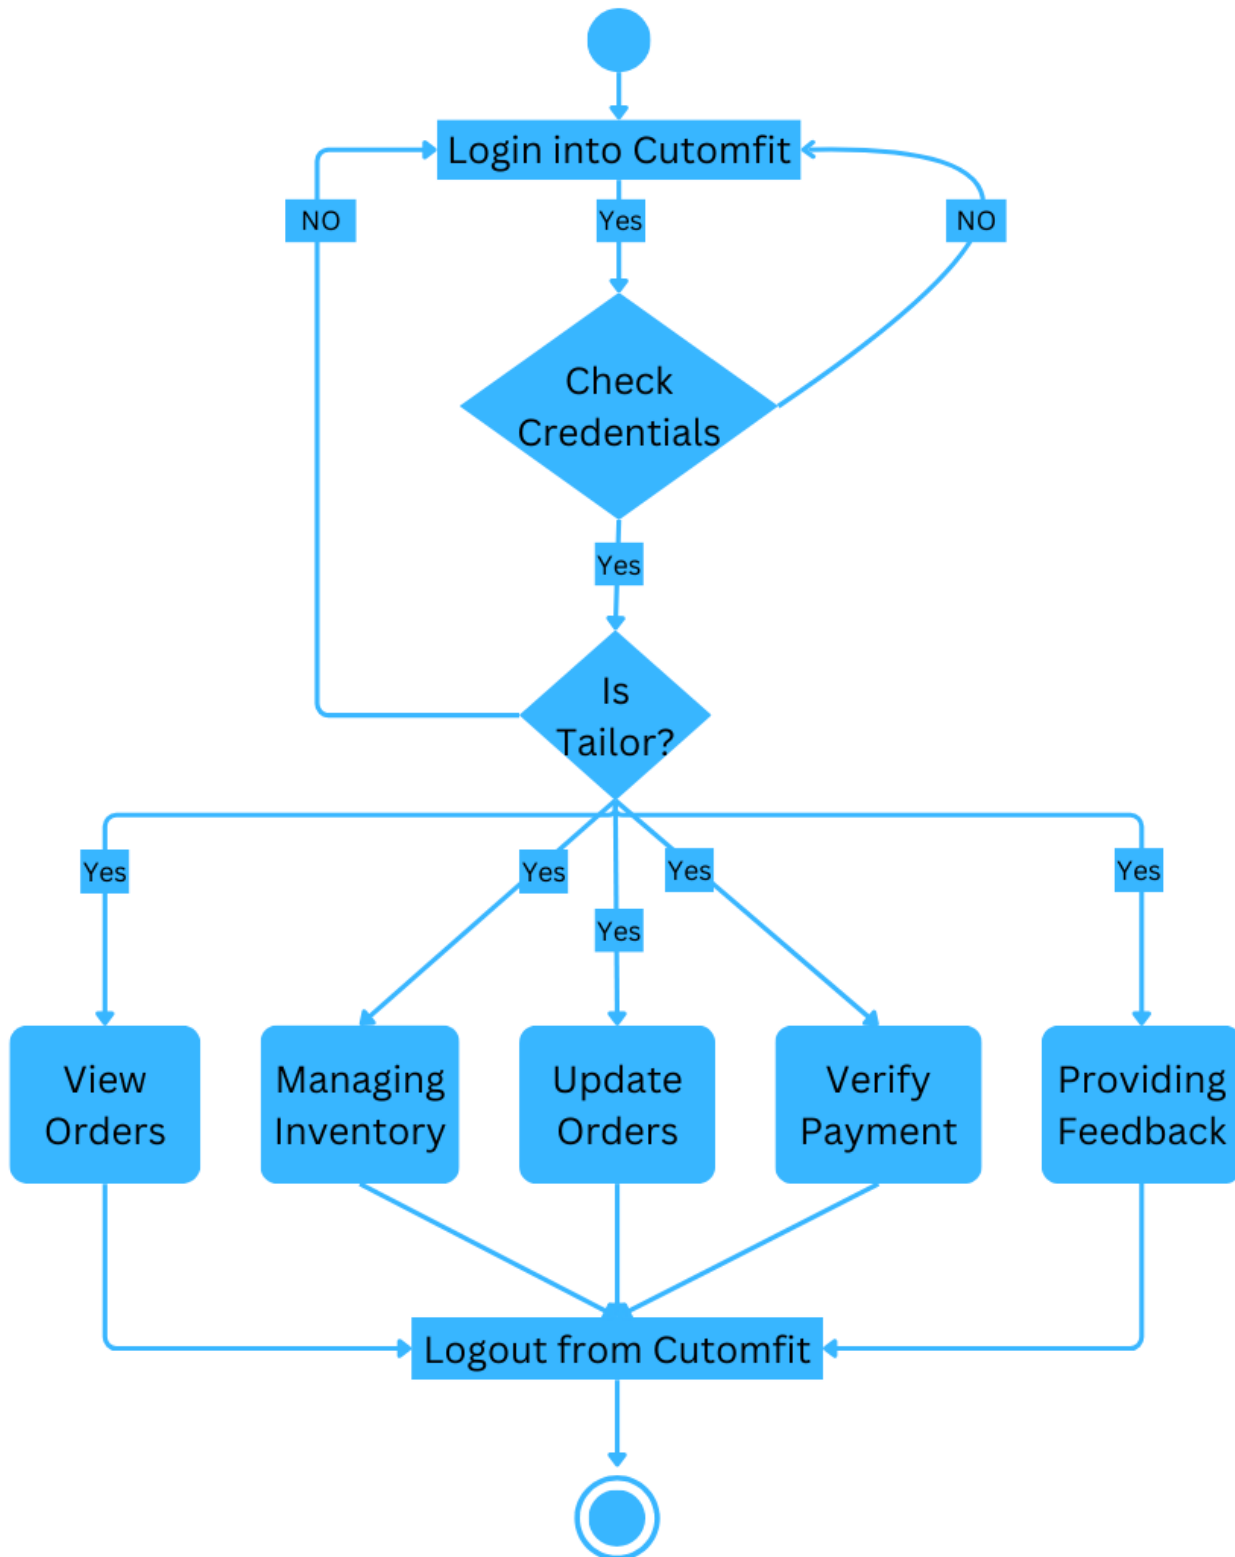 Login into Cutomfit
NO
Yes
NO
Check
Credentials
Yes
Is
Tailor?
Yes
Yes
Yes
Yes
Yes
View
Orders
Managing
Inventory
Update
Orders
Verify
Payment
Providing
Feedback
Logout from Cutomfit